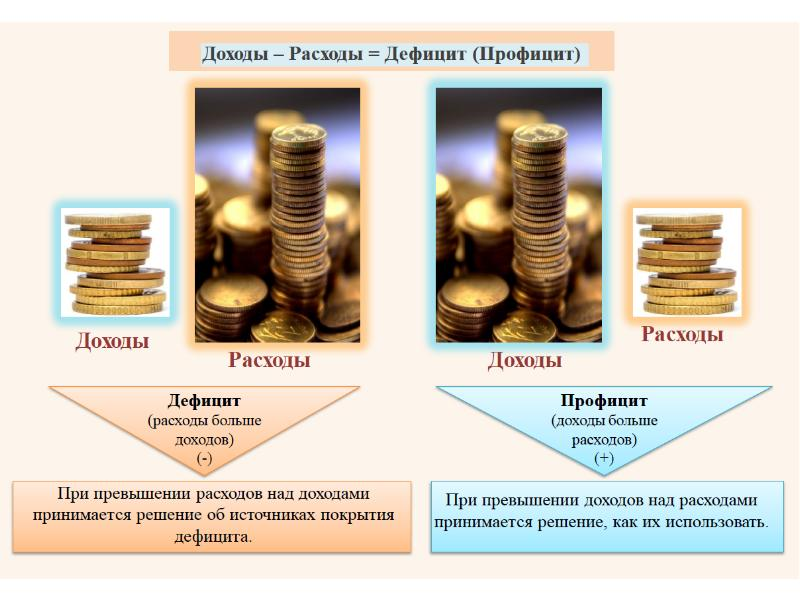 Доходы – Расходы = Дефицит (Профицит)
Доходы
Расходы
Доходы
Расходы
Дефицит
(расходы больше
доходов)
(-)
Профицит
(доходы больше
расходов)
(+)
При превышении расходов над доходами
принимается решение об источниках покрытия
дефицита.
При превышении доходов над расходами
принимается решение, как их использовать.